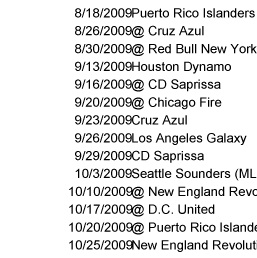 8/18/2009Puerto Rico Islanders
8/26/2009@ Cruz Azul
8/30/2009@ Red Bull New York
9/13/2009Houston Dynamo
9/16/2009@ CD Saprissa
9/20/2009@ Chicago Fire
9/23/2009Cruz Azul
9/26/2009Los Angeles Galaxy
9/29/2009CD Saprissa
10/3/2009Seattle Sounders (ML
10/10/2009@ New England Revo
10/17/2009@ D.C. United
10/20/2009@ Puerto Rico Islande
10/25/2009New England Revoluti